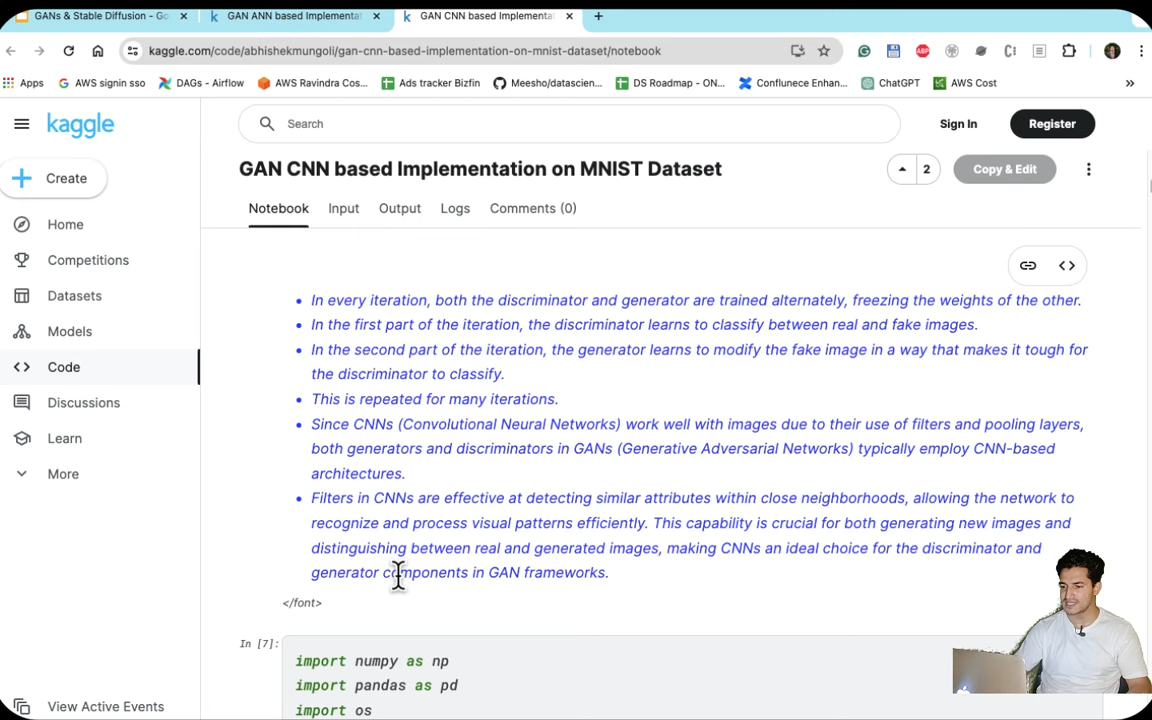 GANs & Stable Diffusion - Go
GAN ANN based Implementat
GAN CNN based Implementa
kaggle.com/code/abhishekmungoli/gan-cnn-based-implementation-on-mnist-dataset/notebook
Apps
AWS signin sso
DAGs - Airflow
AWS Ravindra Cos...
Ads tracker Bizfin
Meesho/datascien...
DS Roadmap - ON...
Conflunece Enhan...
ChatGPT
AWS Cost
kaggle
Search
Sign In
Register
Create
Home
Competitions
Datasets
Models
Code
Discussions
Learn
More
View Active Events
GAN CNN based Implementation on MNIST Dataset
2
Copy & Edit
Notebook
Input
Output
Logs
Comments (0)
In every iteration, both the discriminator and generator are trained alternately, freezing the weights of the other.
In the first part of the iteration, the discriminator learns to classify between real and fake images.
In the second part of the iteration, the generator learns to modify the fake image in a way that makes it tough for
the discriminator to classify.
This is repeated for many iterations.
Since CNNs (Convolutional Neural Networks) work well with images due to their use of filters and pooling layers,
both generators and discriminators in GANs (Generative Adversarial Networks) typically employ CNN-based
architectures.
Filters in CNNs are effective at detecting similar attributes within close neighborhoods, allowing the network to
recognize and process visual patterns efficiently. This capability is crucial for both generating new images and
distinguishing between real and generated images, making CNNs an ideal choice for the discriminator and
generator components in GAN frameworks.
</font>
In [7]:
import numpy as np
import pandas as pd
import os